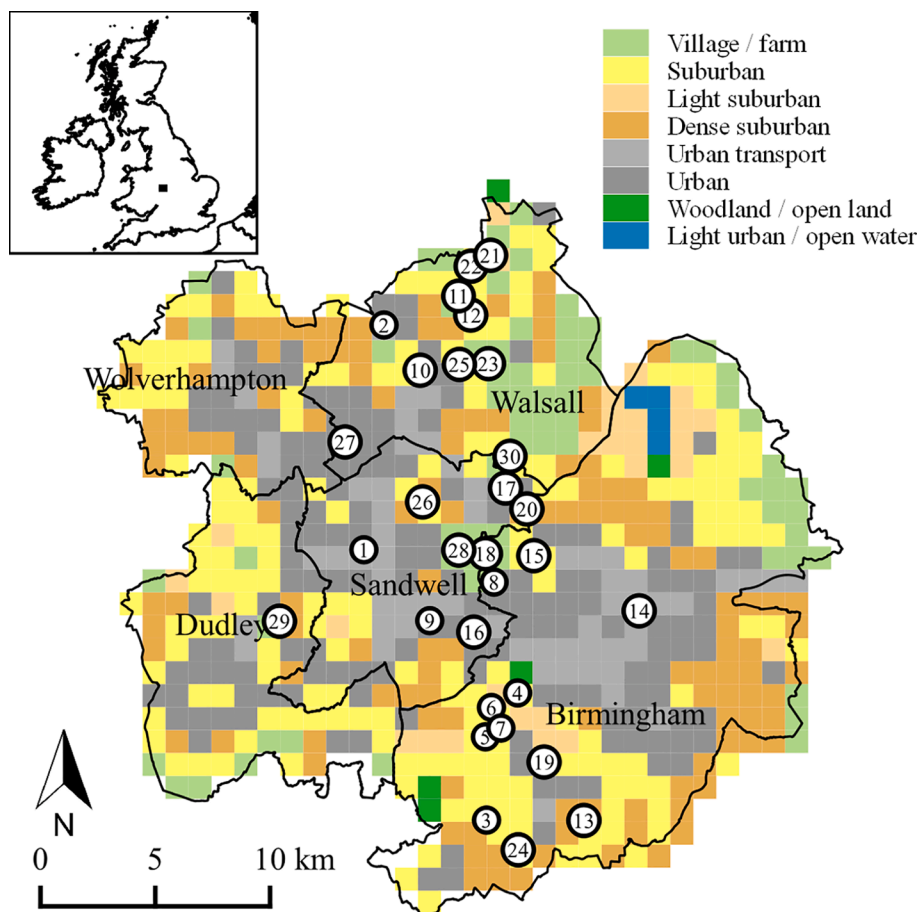 Village / farm
Suburban
Light suburban
Dense suburban
Urban transport
Urban
Woodland / open land
Light urban / open water
21
22
11
12
2
10
25
23
Wolverhampton
Walsall
27
30
17
26
20
1
28
18
15
8
Sandwell
29
9
16
14
Dudley
4
6
7
5
Birmingham
19
3
13
24
N
0
5
10 km